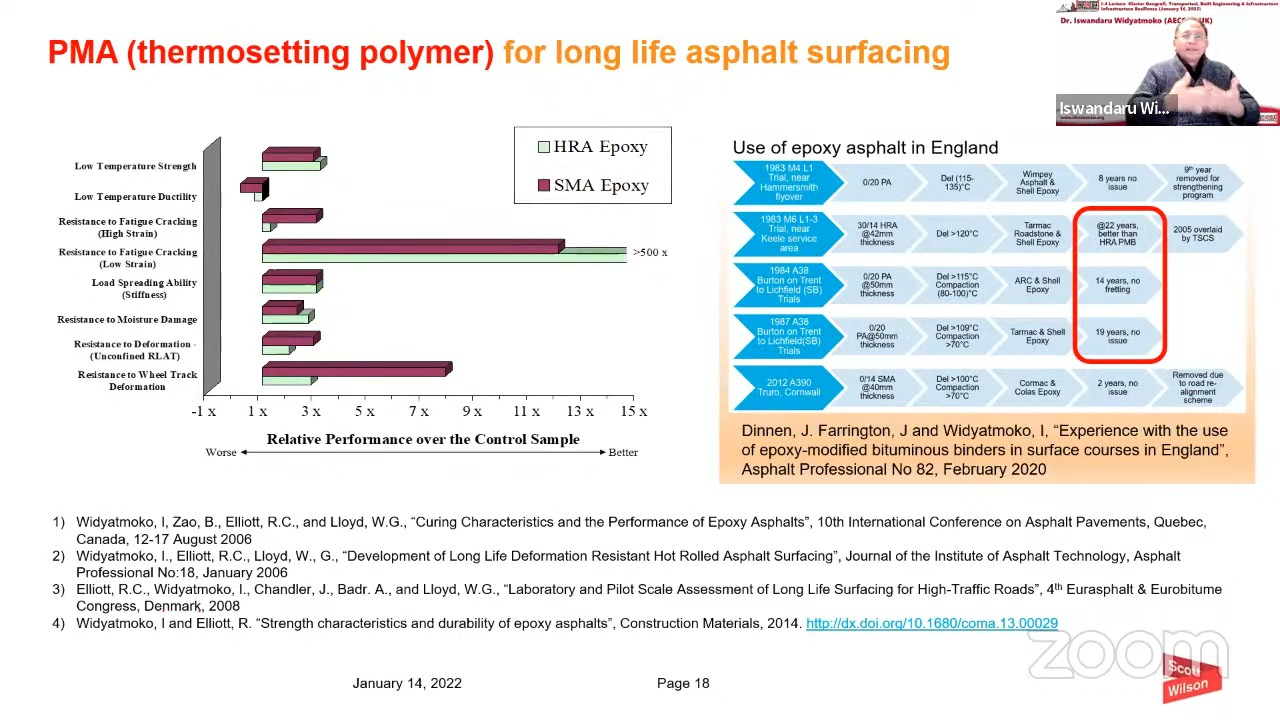 PMA (thermosetting polymer) for long life asphalt surfacing
I-4 Lecture Kluster Geografi, Transportasi, Built Engineering & Infrastructure
Infrastructure Resilience (January 14, 2022)
Dr. Iswandaru Widyatmoko (AECOM, UK)
Iswandaru Wi...
HRA Epoxy
SMA Epoxy
Low Temperature Strength
Low Temperature Ductility
Resistance to Fatigue Cracking
(High Strain)
Resistance to Fatigue Cracking
(Low Strain)
>500 x
Load Spreading Ability
(Stiffness)
Resistance to Moisture Damage
Resistance to Deformation -
(Unconfined RLAT)
Resistance to Wheel Track
Deformation
-1 x 1 x 3 x 5 x 7 x 9 x 11 x 13 x 15 x
Relative Performance over the Control Sample
Worse Better
Use of epoxy asphalt in England
1983 M4 L1
Trial, near
Hammersmith
flyover
0/20 PA
Del (115-
135)°C
Wimpey
Asphalt &
Shell Epoxy
8 years no
issue
9th year
removed for
strengthening
program
1983 M6 L1-3
Trial, near
Keele service
area
30/14 HRA
@42mm
thickness
Del >120°C
Tarmac
Roadstone
& Shell Epoxy
@22 years,
better than
HRA PMB
2005 overlaid
by TSCS
1984 A38
Burton on Trent
to Lichfield (SB)
Trials
0/20 PA
@50mm
thickness
Del >115°C
Compaction
(80-100)°C
ARC & Shell
Epoxy
14 years, no
fretting
1987 A38
Burton on Trent
to Lichfield(SB)
Trials
0/20
PA@50mm
thickness
Del >109°C
Compaction
>70°C
Tarmac & Shell
Epoxy
19 years, no
issue
2012 A390
Truro, Cornwall
0/14 SMA
@40mm
thickness
Del >100°C
Compaction
>70°C
Cormac &
Colas Epoxy
2 years, no
issue
Removed due
to road re-
alignment
scheme
Dinnen, J. Farrington, J and Widyatmoko, I, “Experience with the use
of epoxy-modified bituminous binders in surface courses in England”,
Asphalt Professional No 82, February 2020
1) Widyatmoko, I, Zao, B., Elliott, R.C., and Lloyd, W.G., “Curing Characteristics and the Performance of Epoxy Asphalts”, 10th International Conference on Asphalt Pavements, Quebec,
Canada, 12-17 August 2006
2) Widyatmoko, I., Elliott, R.C., Lloyd, W., G., “Development of Long Life Deformation Resistant Hot Rolled Asphalt Surfacing”, Journal of the Institute of Asphalt Technology, Asphalt
Professional No:18, January 2006
3) Elliott, R.C., Widyatmoko, I., Chandler, J., Badr. A., and Lloyd, W.G., “Laboratory and Pilot Scale Assessment of Long Life Surfacing for High-Traffic Roads”, 4th Eurasphalt & Eurobitume
Congress, Denmark, 2008
4) Widyatmoko, I and Elliott, R. “Strength characteristics and durability of epoxy asphalts”, Construction Materials, 2014. http://dx.doi.org/10.1680/coma.13.00029
zoom
Scott
Wilson
January 14, 2022 Page 18